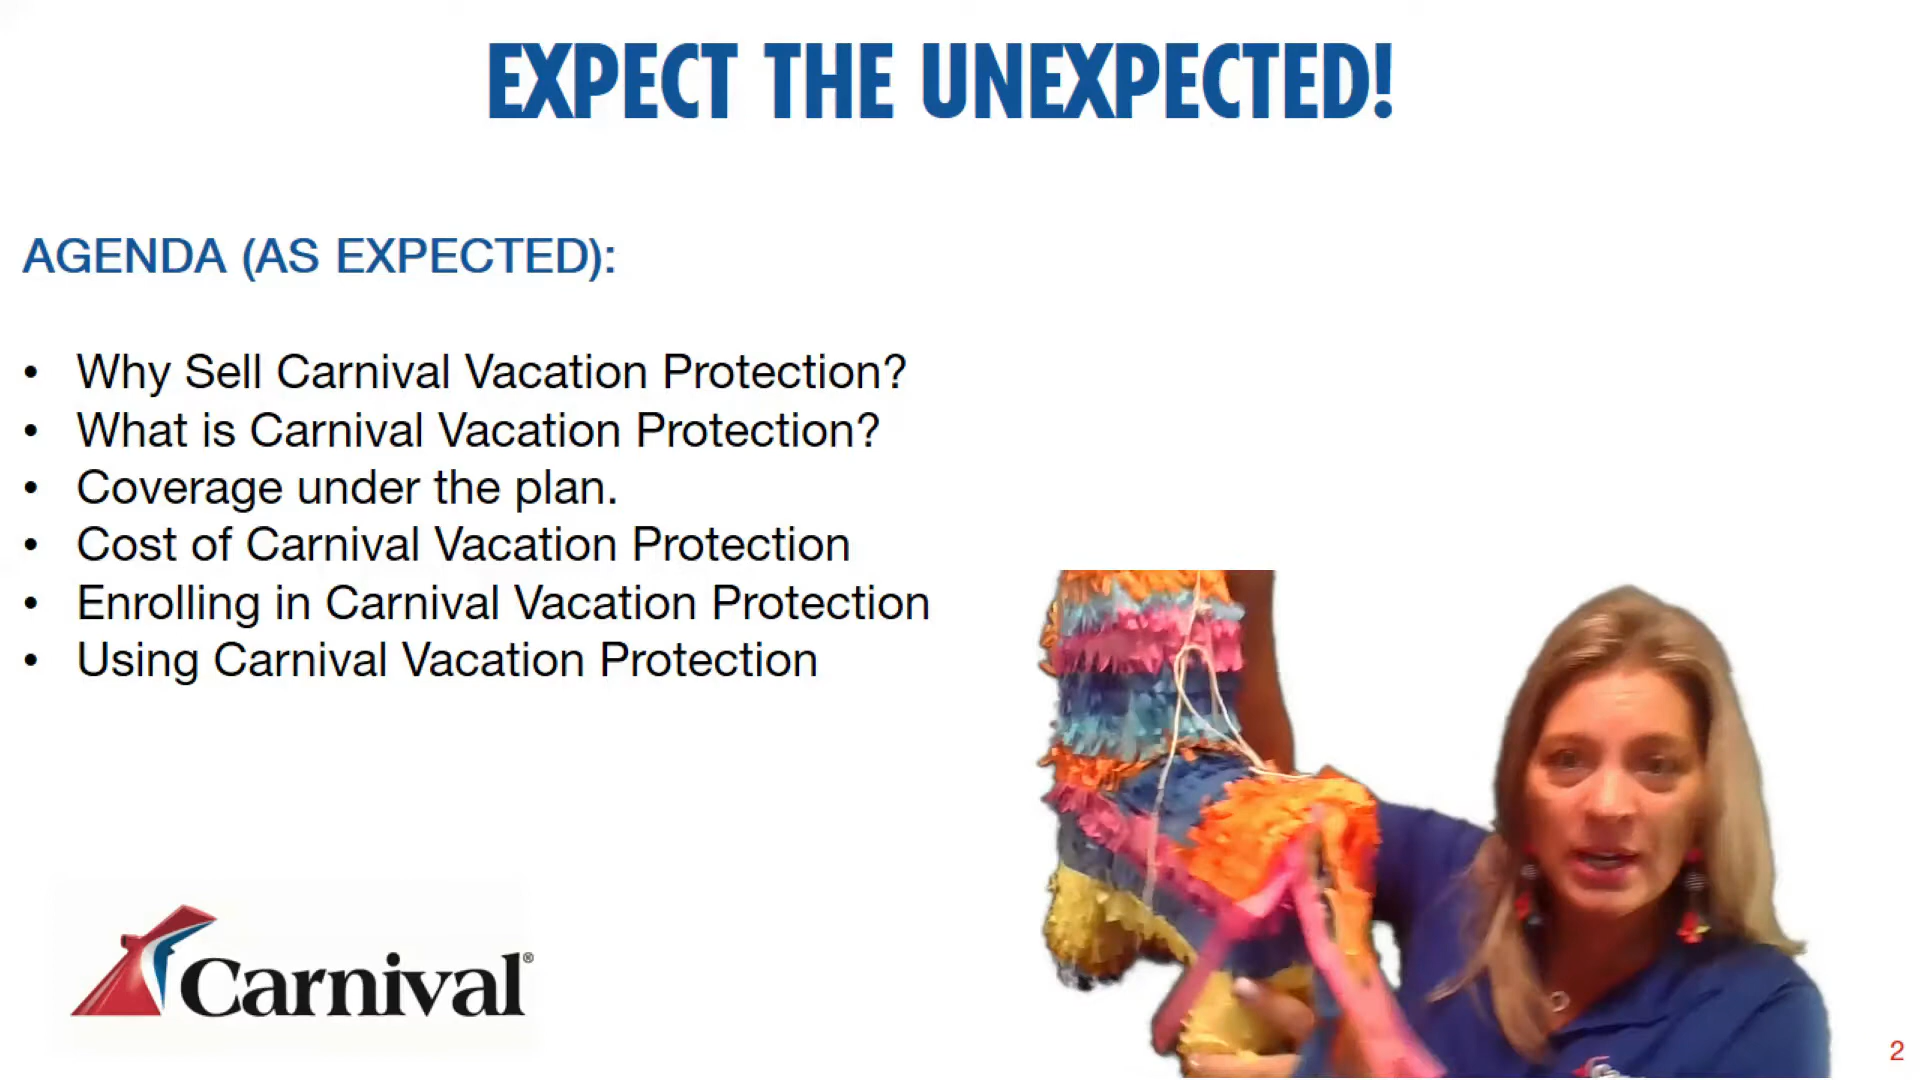 EXPECT THE UNEXPECTED!
AGENDA (AS EXPECTED):
• Why Sell Carnival Vacation Protection?
• What is Carnival Vacation Protection?
• Coverage under the plan.
• Cost of Carnival Vacation Protection
• Enrolling in Carnival Vacation Protection
• Using Carnival Vacation Protection
Carnival®
2